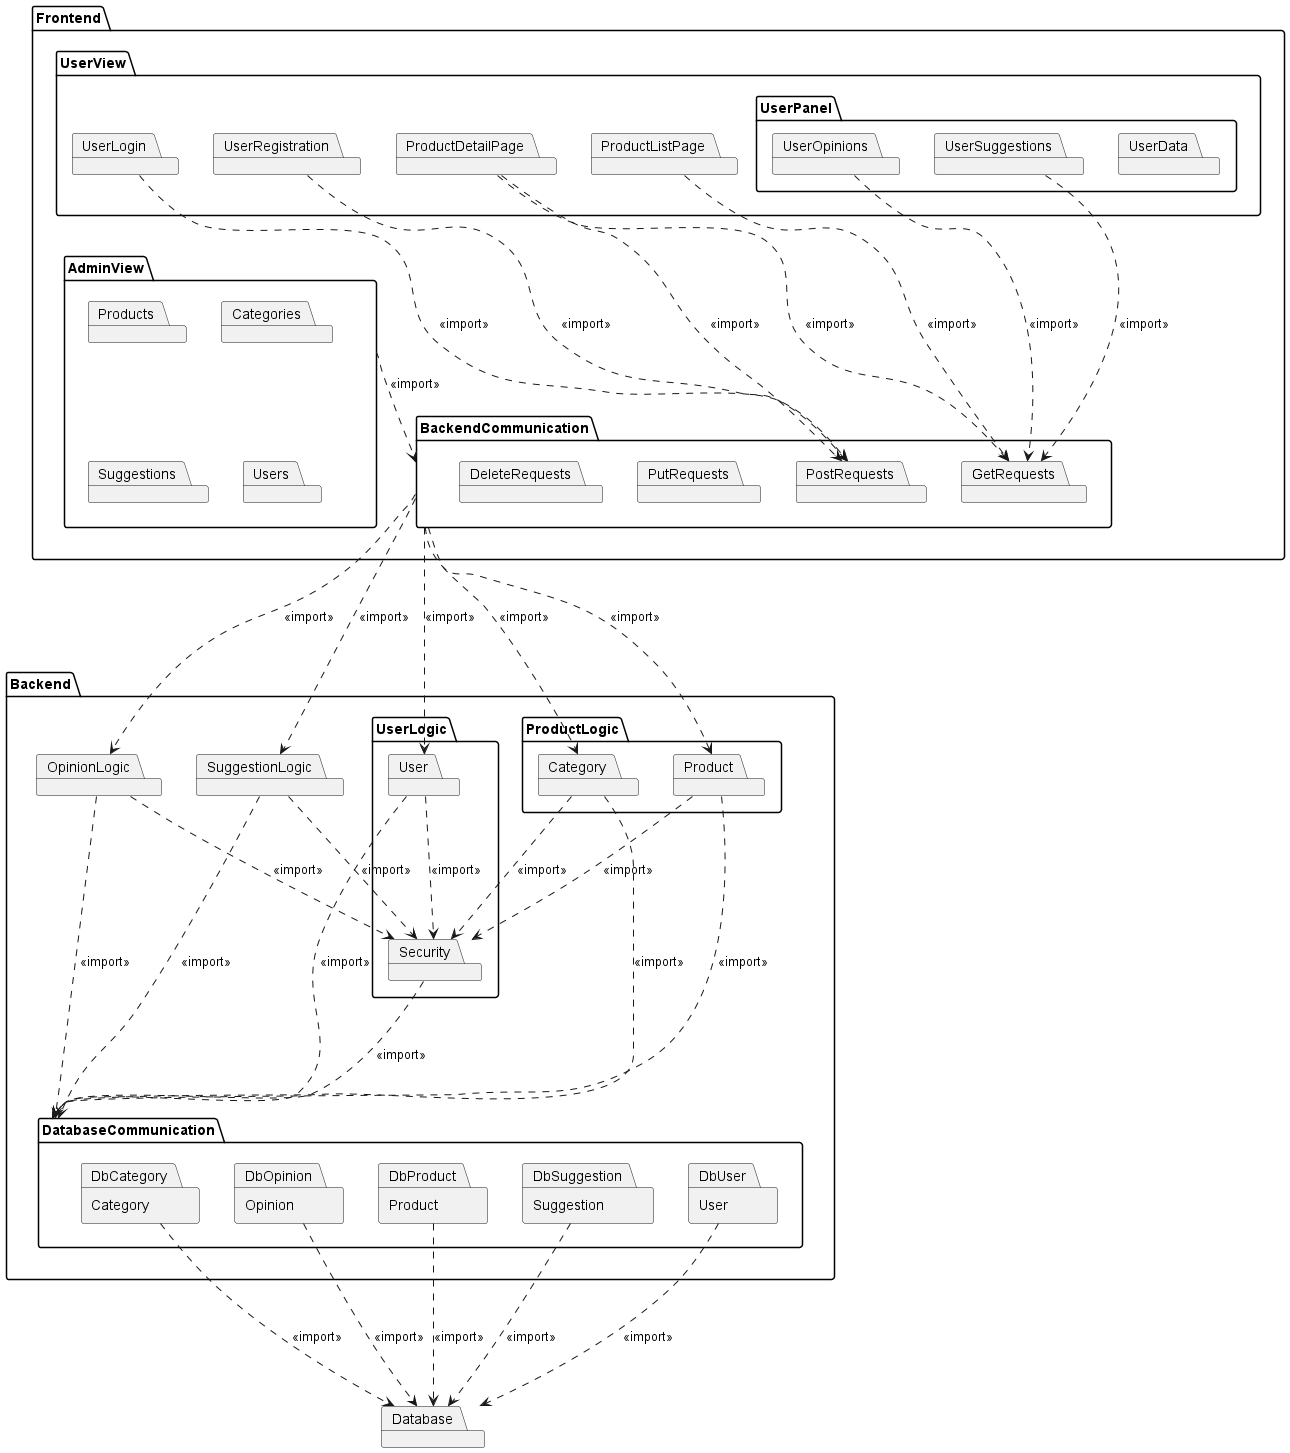 Frontend
UserView
UserPanel
UserLogin
UserRegistration
ProductDetailPage
ProductListPage
UserOpinions
UserSuggestions
UserData
AdminView
Products
Categories
«import»
«import»
«import»
«import»
«import»
«import»
«import»
«import»
BackendCommunication
Suggestions
Users
DeleteRequests
PutRequests
PostRequests
GetRequests
«import»
«import»
«import»
«import»
«import»
Backend
UserLogic
ProductLogic
OpinionLogic
SuggestionLogic
User
Category
Product
«import»
«import»
«import»
«import»
«import»
Security
«import»
«import»
«import»
«import»
«import»
«import»
DatabaseCommunication
DbCategory
DbOpinion
DbProduct
DbSuggestion
DbUser
Category
Opinion
Product
Suggestion
User
«import»
«import»
«import»
«import»
«import»
Database